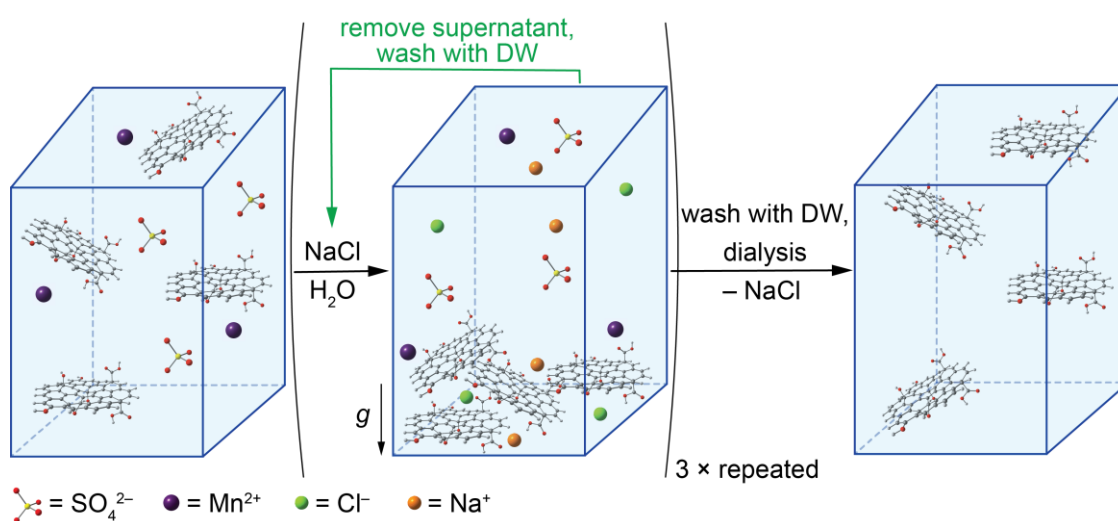 remove supernatant,
wash with DW
NaCl
H₂O
g
wash with DW,
dialysis
– NaCl
3 × repeated
= SO₄²⁻ = Mn²⁺ = Cl⁻ = Na⁺